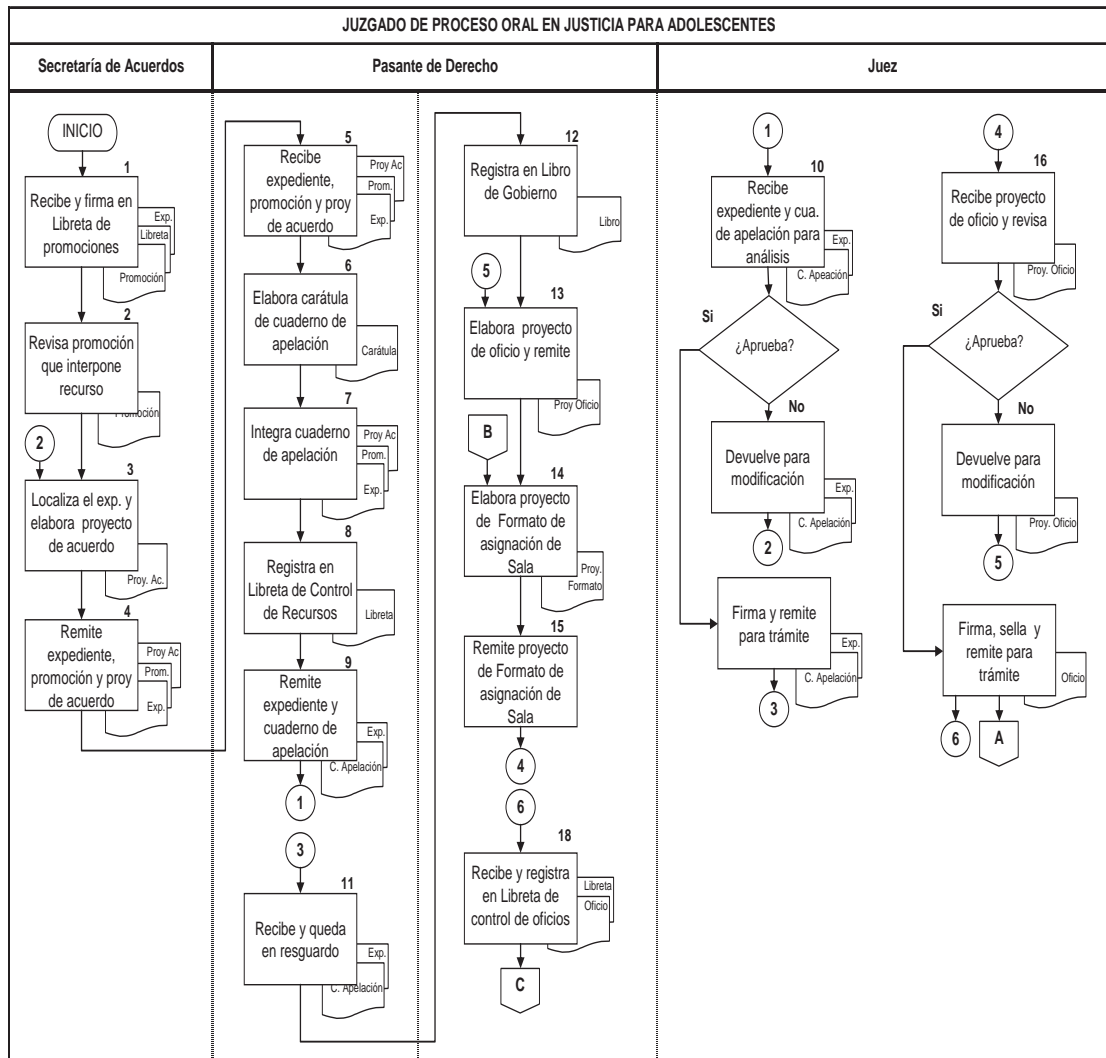 JUZGADO DE PROCESO ORAL EN JUSTICIA PARA ADOLESCENTES
Secretaría de Acuerdos
Pasante de Derecho
Juez
INICIO
1
Recibe y firma en
Libreta de
promociones
Exp.
Libreta
Promoción
2
Revisa promoción
que interpone
recurso
Promoción
2
3
Localiza el exp. y
elabora proyecto
de acuerdo
Proy. Ac.
4
Remite
expediente,
promoción y proy
de acuerdo
Proy Ac
Prom.
Exp.
5
Recibe
expediente,
promoción y proy
de acuerdo
Proy Ac
Prom.
Exp.
6
Elabora carátula
de cuaderno de
apelación
Carátula
7
Integra cuaderno
de apelación
Proy Ac
Prom.
Exp.
8
Registra en
Libreta de Control
de Recursos
Libreta
9
Remite
expediente y
cuaderno de
apelación
Exp.
C. Apelación
1
3
11
Recibe y queda
en resguardo
Exp.
C. Apelación
12
Registra en Libro
de Gobierno
Libro
5
13
Elabora proyecto
de oficio y remite
Proy Oficio
B
14
Elabora proyecto
de Formato de
asignación de
Sala
Proy.
Formato
15
Remite proyecto
de Formato de
asignación de
Sala
4
6
18
Recibe y registra
en Libreta de
control de oficios
Libreta
Oficio
C
1
10
Recibe
expediente y cua.
de apelación para
análisis
Exp.
C. Apeación
Si
¿Aprueba?
No
Devuelve para
modificación
Exp.
C. Apelación
2
Firma y remite
para trámite
Exp.
C. Apelación
3
4
16
Recibe proyecto
de oficio y revisa
Proy. Oficio
Si
¿Aprueba?
No
Devuelve para
modificación
Proy. Oficio
5
Firma, sella y
remite para
trámite
Oficio
6
A